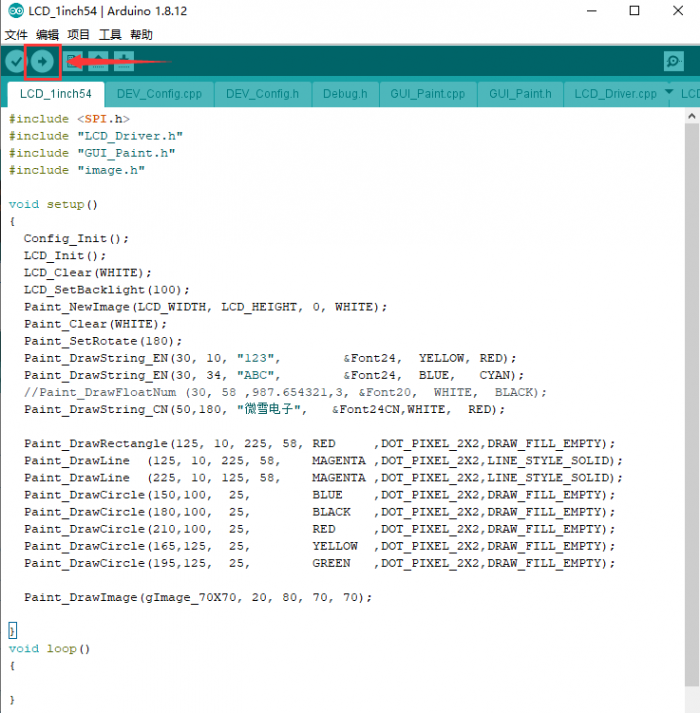 LCD_1inch54 | Arduino 1.8.12
文件 编辑 项目 工具 帮助
LCD_1inch54 DEV_Config.cpp DEV_Config.h Debug.h GUI_Paint.cpp GUI_Paint.h LCD_Driver.cpp LCD
#include <SPI.h>
#include "LCD_Driver.h"
#include "GUI_Paint.h"
#include "image.h"
void setup()
{
Config_Init();
LCD_Init();
LCD_Clear(WHITE);
LCD_SetBacklight(100);
Paint_NewImage(LCD_WIDTH, LCD_HEIGHT, 0, WHITE);
Paint_Clear(WHITE);
Paint_SetRotate(180);
Paint_DrawString_EN(30, 10, "123",         &Font24,  YELLOW, RED);
Paint_DrawString_EN(30, 34, "ABC",         &Font24,  BLUE,   CYAN);
//Paint_DrawFloatNum (30, 58 ,987.654321,3, &Font20,  WHITE,  BLACK);
Paint_DrawString_CN(50,180, "微雪电子",   &Font24CN,WHITE,  RED);
Paint_DrawRectangle(125, 10, 225, 58, RED     ,DOT_PIXEL_2X2,DRAW_FILL_EMPTY);
Paint_DrawLine  (125, 10, 225, 58,    MAGENTA ,DOT_PIXEL_2X2,LINE_STYLE_SOLID);
Paint_DrawLine  (225, 10, 125, 58,    MAGENTA ,DOT_PIXEL_2X2,LINE_STYLE_SOLID);
Paint_DrawCircle(150,100,  25,        BLUE    ,DOT_PIXEL_2X2,DRAW_FILL_EMPTY);
Paint_DrawCircle(180,100,  25,        BLACK   ,DOT_PIXEL_2X2,DRAW_FILL_EMPTY);
Paint_DrawCircle(210,100,  25,        RED     ,DOT_PIXEL_2X2,DRAW_FILL_EMPTY);
Paint_DrawCircle(165,125,  25,        YELLOW  ,DOT_PIXEL_2X2,DRAW_FILL_EMPTY);
Paint_DrawCircle(195,125,  25,        GREEN   ,DOT_PIXEL_2X2,DRAW_FILL_EMPTY);
Paint_DrawImage(gImage_70X70, 20, 80, 70, 70);
}
void loop()
{
}